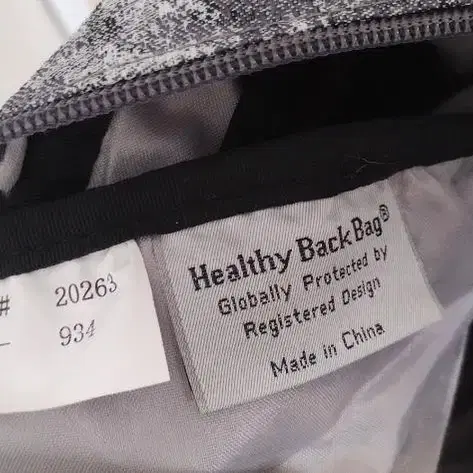 # 20263
– 934
Healthy Back Bag®
Globally Protected by
Registered Design
Made in China